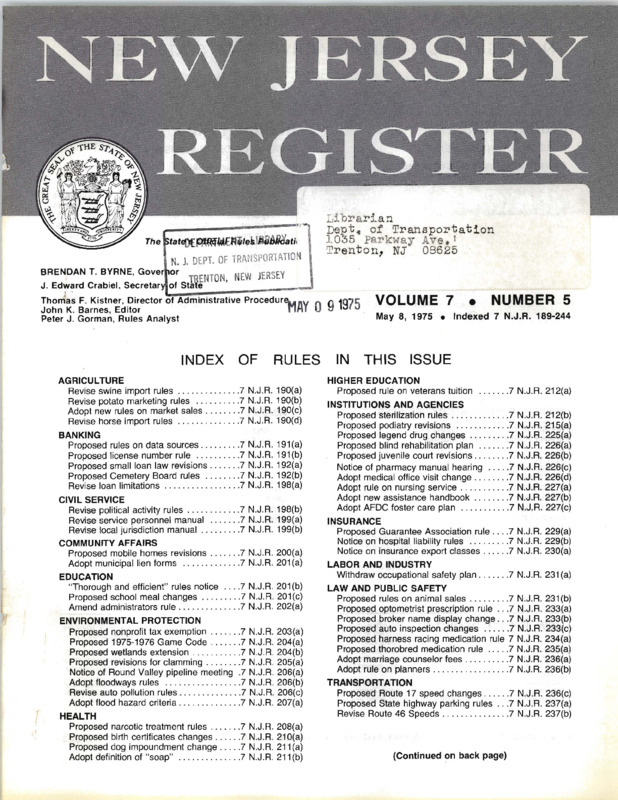 NEW JERSEY
REGISTER
THE GREAT SEAL OF THE STATE OF NEW JERSEY
Librarian
Dept. of Transportation
1035 Parkway Ave.
Trenton, NJ 08625
The State's Official Rules Publicati
DEPARTMENT LIBRARY
N. J. DEPT. OF TRANSPORTATION
TRENTON, NEW JERSEY
BRENDAN T. BYRNE, Governor
J. Edward Crabiel, Secretary of State
Thomas F. Kistner, Director of Administrative Procedure
John K. Barnes, Editor
Peter J. Gorman, Rules Analyst
MAY 09 1975
VOLUME 7 • NUMBER 5
May 8, 1975 • Indexed 7 N.J.R. 189-244
INDEX OF RULES IN THIS ISSUE
AGRICULTURE
Revise swine import rules .............7 N.J.R. 190(a)
Revise potato marketing rules ..........7 N.J.R. 190(b)
Adopt new rules on market sales........7 N.J.R. 190(c)
Revise horse import rules .............7 N.J.R. 190(d)
BANKING
Proposed rules on data sources.........7 N.J.R. 191(a)
Proposed license number rule ..........7 N.J.R. 191(b)
Proposed small loan law revisions.......7 N.J.R. 192(a)
Proposed Cemetery Board rules ........7 N.J.R. 192(b)
Revise loan limitations ................7 N.J.R. 198(a)
CIVIL SERVICE
Revise political activity rules ..........7 N.J.R. 198(b)
Revise service personnel manual .......7 N.J.R. 199(a)
Revise local jurisdiction manual ........7 N.J.R. 199(b)
COMMUNITY AFFAIRS
Proposed mobile homes revisions ......7 N.J.R. 200(a)
Adopt municipal lien forms ............7 N.J.R. 201(a)
EDUCATION
"Thorough and efficient" rules notice ....7 N.J.R. 201(b)
Proposed school meal changes .........7 N.J.R. 201(c)
Amend administrators rule.............7 N.J.R. 202(a)
ENVIRONMENTAL PROTECTION
Proposed nonprofit tax exemption ......7 N.J.R. 203(a)
Proposed 1975-1976 Game Code .......7 N.J.R. 204(a)
Proposed wetlands extension ..........7 N.J.R. 204(b)
Proposed revisions for clamming .......7 N.J.R. 205(a)
Notice of Round Valley pipeline meeting .7 N.J.R. 206(a)
Adopt floodways rules ................7 N.J.R. 206(b)
Revise auto pollution rules.............7 N.J.R. 206(c)
Adopt flood hazard criteria.............7 N.J.R. 207(a)
HEALTH
Proposed narcotic treatment rules ......7 N.J.R. 208(a)
Proposed birth certificates changes ......7 N.J.R. 210(a)
Proposed dog impoundment change .....7 N.J.R. 211(a)
Adopt definition of "soap" .............7 N.J.R. 211(b)
HIGHER EDUCATION
Proposed rule on veterans tuition .......7 N.J.R. 212(a)
INSTITUTIONS AND AGENCIES
Proposed sterilization rules .............7 N.J.R. 212(b)
Proposed podiatry revisions ............7 N.J.R. 215(a)
Proposed legend drug changes .........7 N.J.R. 225(a)
Proposed blind rehabilitation plan .......7 N.J.R. 226(a)
Proposed juvenile court revisions........7 N.J.R. 226(b)
Notice of pharmacy manual hearing .....7 N.J.R. 226(c)
Adopt medical office visit change .......7 N.J.R. 226(d)
Adopt rule on nursing service ..........7 N.J.R. 227(a)
Adopt new assistance handbook ........7 N.J.R. 227(b)
Adopt AFDC foster care plan ...........7 N.J.R. 227(c)
INSURANCE
Proposed Guarantee Association rule ....7 N.J.R. 229(a)
Notice on hospital liability rules .........7 N.J.R. 229(b)
Notice on insurance export classes ......7 N.J.R. 230(a)
LABOR AND INDUSTRY
Withdraw occupational safety plan.......7 N.J.R. 231(a)
LAW AND PUBLIC SAFETY
Proposed rules on animal sales .........7 N.J.R. 231(b)
Proposed optometrist prescription rule ...7 N.J.R. 233(a)
Proposed broker name display change...7 N.J.R. 233(b)
Proposed auto inspection changes ......7 N.J.R. 233(c)
Proposed harness racing medication rule 7 N.J.R. 234(a)
Proposed thorobred medication rule .....7 N.J.R. 235(a)
Adopt marriage counselor fees .........7 N.J.R. 236(a)
Adopt rule on planners ................7 N.J.R. 236(b)
TRANSPORTATION
Proposed Route 17 speed changes......7 N.J.R. 236(c)
Proposed State highway parking rules ...7 N.J.R. 237(a)
Revise Route 46 Speeds ...............7 N.J.R. 237(b)
(Continued on back page)